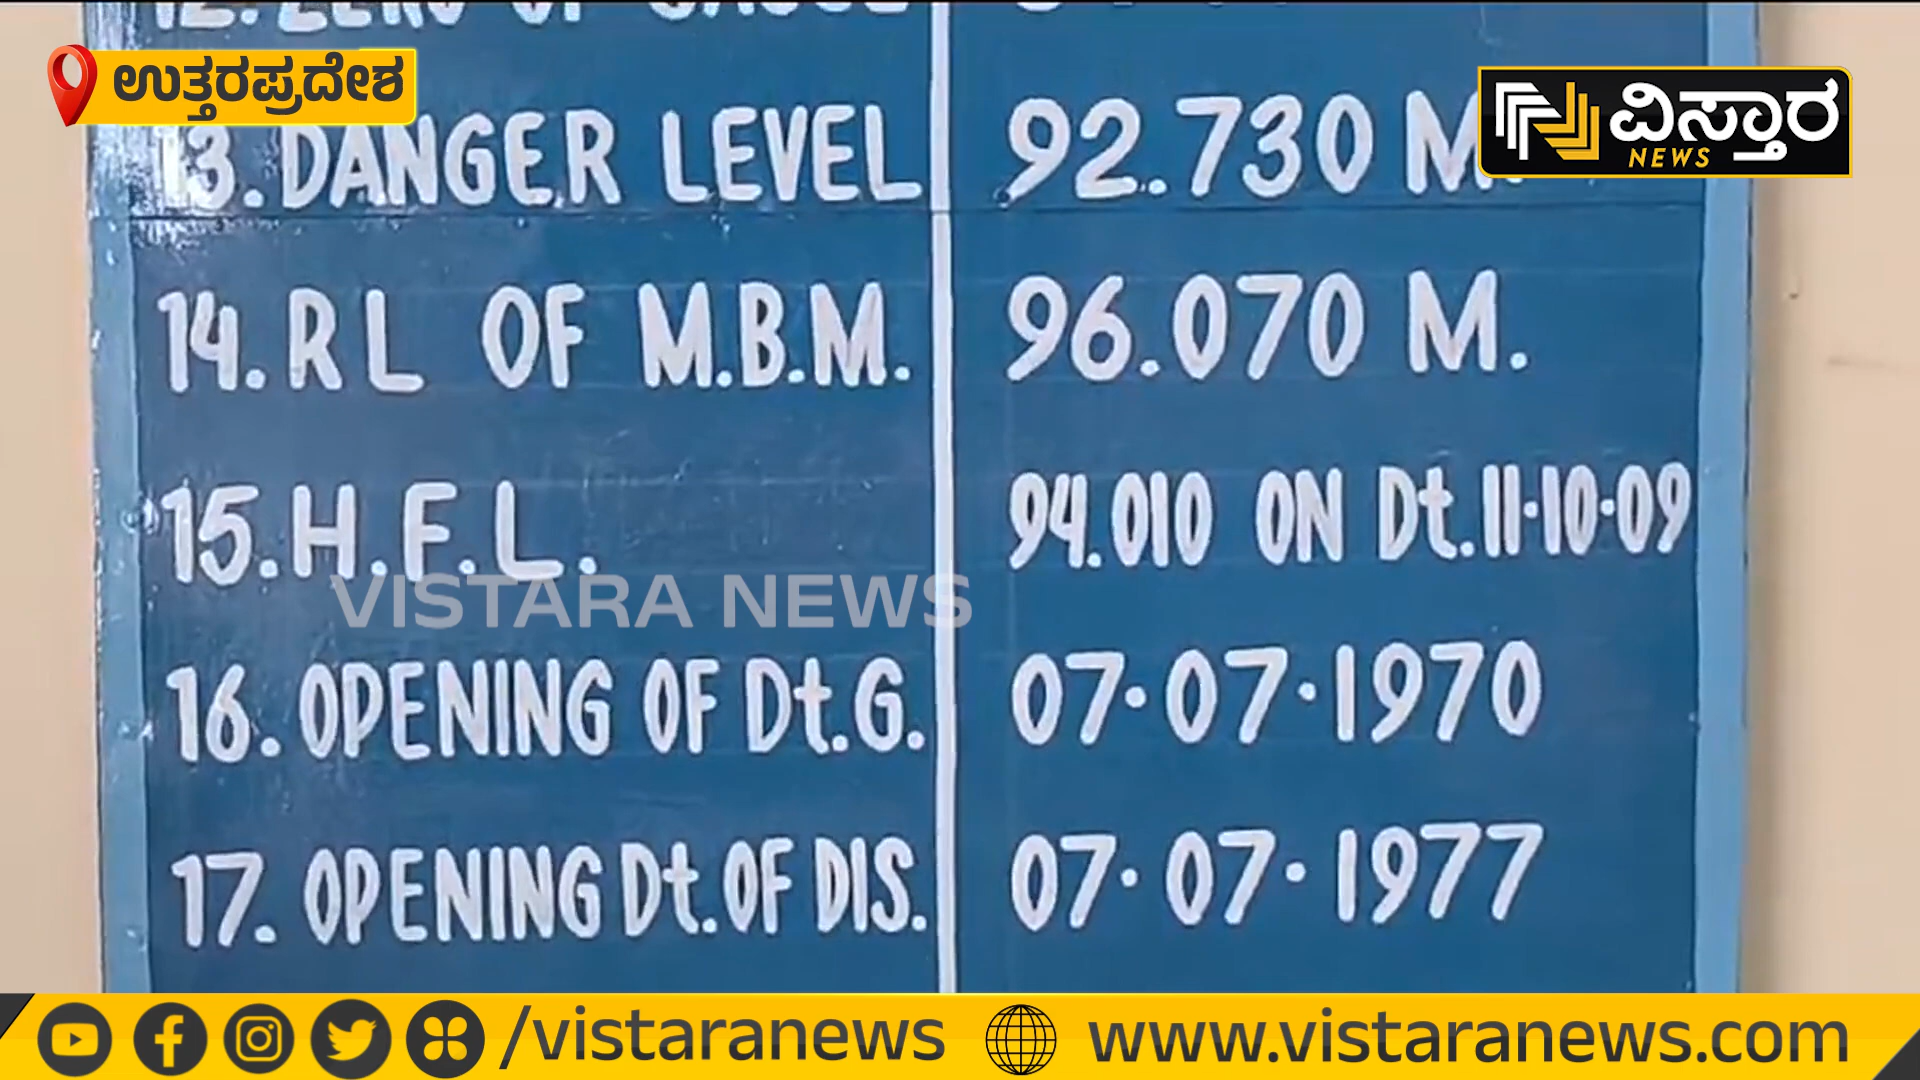 ಉತ್ತರಪ್ರದೇಶ
ವಿಸ್ತಾರ
NEWS
13. DANGER LEVEL 92.730 M.
14. R L OF M.B.M. 96.070 M.
15. H.F.L. 94.010 ON Dt.11·10·09
VISTARA NEWS
16. OPENING OF Dt.G. 07·07·1970
17. OPENING Dt. OF DIS. 07·07·1977
/vistaranews www.vistaranews.com